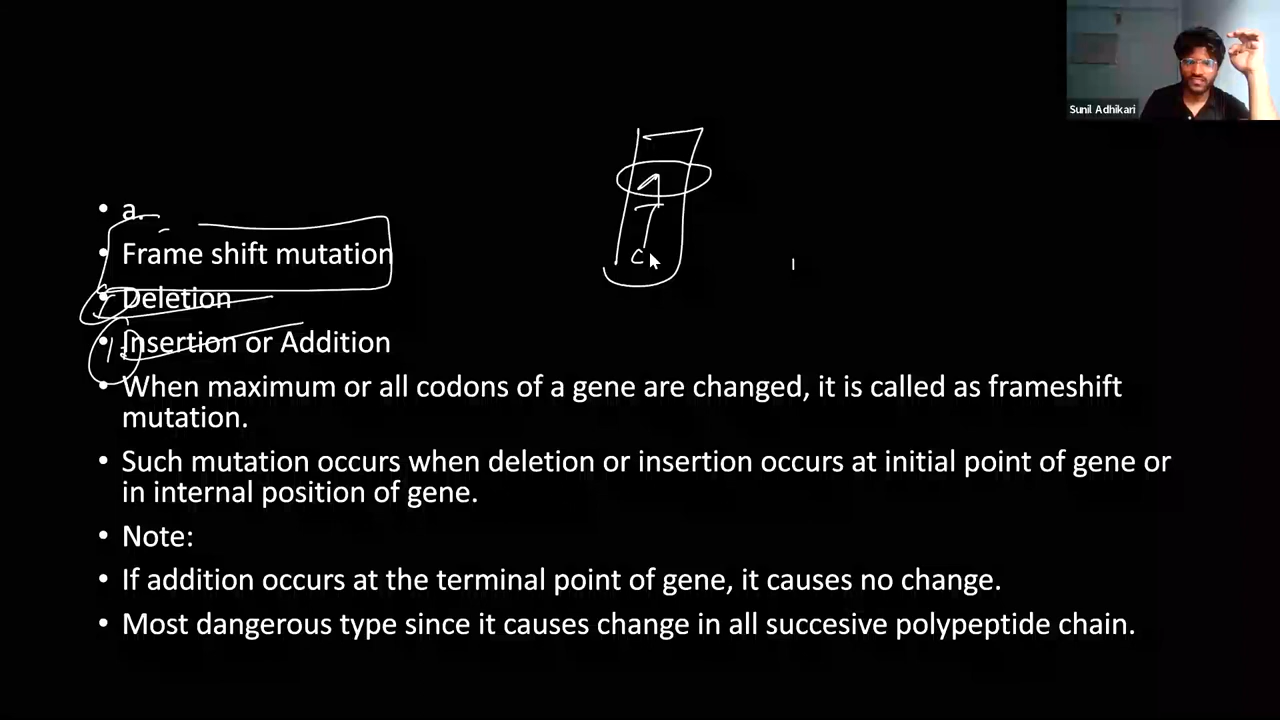 Sunil Adhikari
A
T
C
• a.
• Frame shift mutation
• Deletion
• Insertion or Addition
• When maximum or all codons of a gene are changed, it is called as frameshift
mutation.
• Such mutation occurs when deletion or insertion occurs at initial point of gene or
in internal position of gene.
• Note:
• If addition occurs at the terminal point of gene, it causes no change.
• Most dangerous type since it causes change in all succesive polypeptide chain.